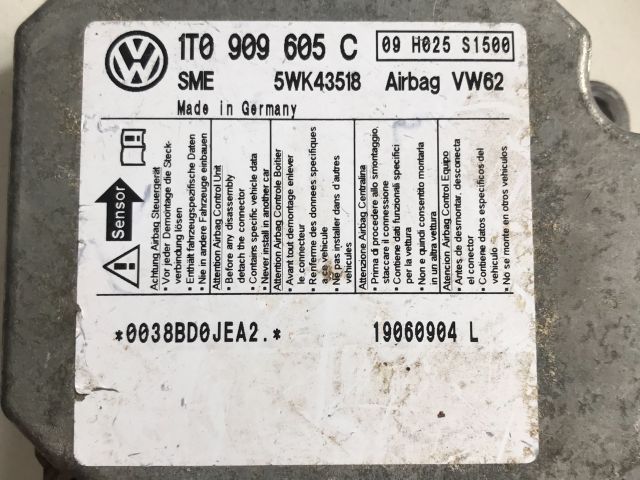 1T0 909 605 C
09 H025 S1500
SME 5WK43518 Airbag VW62
Made in Germany
Sensor
Achtung Airbag Steuergerät
• Vor jeder Demontage die Steck-
verbindung lösen
• Enthält fahrzeugspezifische Daten
• Nie in andere Fahrzeuge einbauen
Attention Airbag Control Unit
• Before any disassembly
detach the connector
• Contains specific vehicle data
• Never install in another car
Attention Airbag Controle Boitier
• Avant tout demontage enlever
le connecteur
• Renferme des donnees specifiques
a ce vehicule
• Ne pas installer dans d'autres
vehicules
Attenzione Airbag Centralina
• Prima di procedere allo smontaggio,
staccare il connessione
• Contiene dati funzionali specifici
per la vettura
• Non e quindi consentito montarla
in un altra vettura
Atencion Airbag Control Equipo
• Antes de desmontar, desconecta
el conector
• Contiene datos especificos del
vehiculo
• No se monte en otros vehiculos
*0038BD0JEA2.* 19060904 L